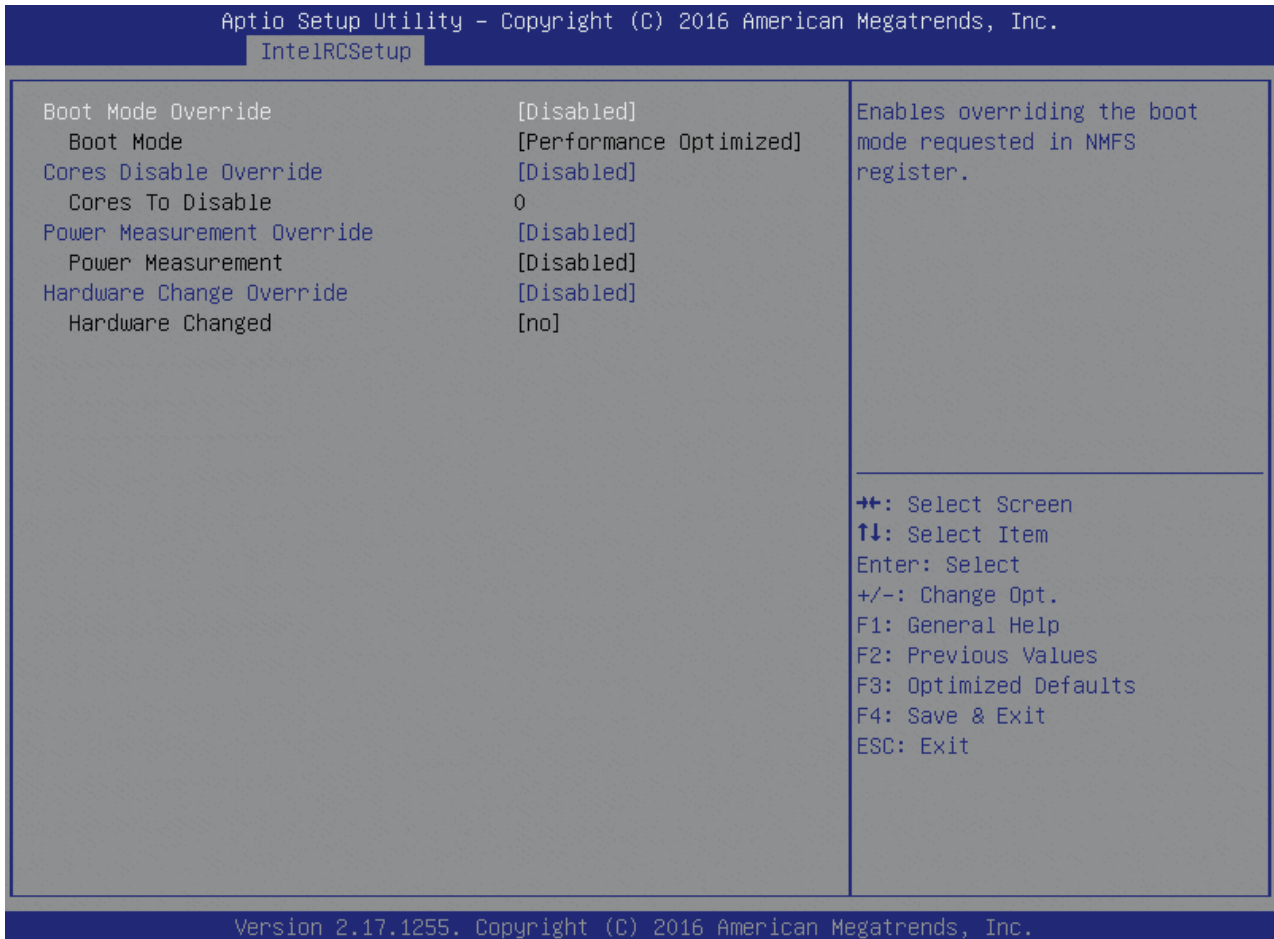 Aptio Setup Utility – Copyright (C) 2016 American Megatrends, Inc.
IntelRCSetup
Boot Mode Override [Disabled]
Boot Mode [Performance Optimized]
Cores Disable Override [Disabled]
Cores To Disable 0
Power Measurement Override [Disabled]
Power Measurement [Disabled]
Hardware Change Override [Disabled]
Hardware Changed [no]
Enables overriding the boot
mode requested in NMFS
register.
→←: Select Screen
↑↓: Select Item
Enter: Select
+/-: Change Opt.
F1: General Help
F2: Previous Values
F3: Optimized Defaults
F4: Save & Exit
ESC: Exit
Version 2.17.1255. Copyright (C) 2016 American Megatrends, Inc.